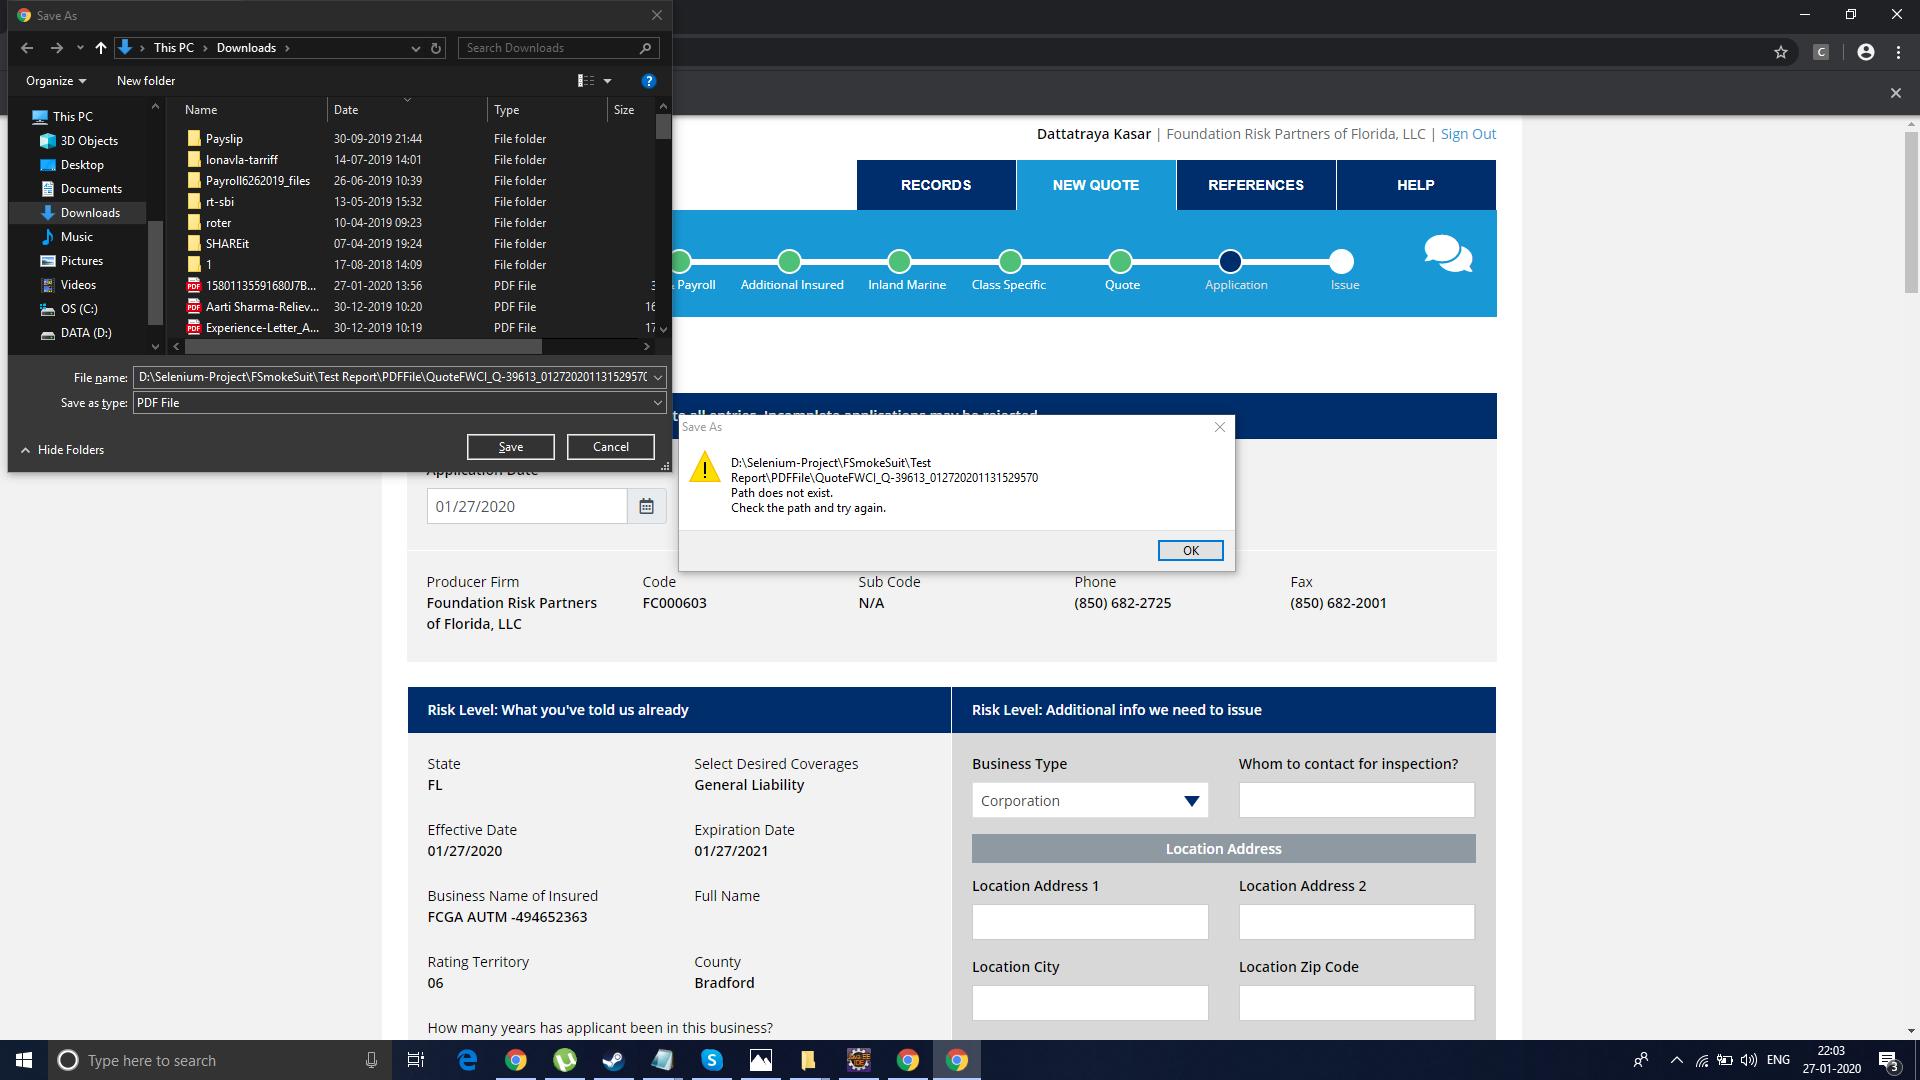 Save As
This PC > Downloads >
Search Downloads
Organize
New folder
?
This PC
3D Objects
Desktop
Documents
Downloads
Music
Pictures
Videos
OS (C:)
DATA (D:)
Name Date Type Size
Payslip 30-09-2019 21:44 File folder
lonavla-tarriff 14-07-2019 14:01 File folder
Payroll6262019_files 26-06-2019 10:39 File folder
rt-sbi 13-05-2019 15:32 File folder
roter 10-04-2019 09:23 File folder
SHAREit 07-04-2019 19:24 File folder
1 17-08-2018 14:09 File folder
15801135591680J7B... 27-01-2020 13:56 PDF File 3
Aarti Sharma-Reliev... 30-12-2019 10:20 PDF File 16
Experience-Letter_A... 30-12-2019 10:19 PDF File 17
File name: D:\Selenium-Project\FSmokeSuit\Test Report\PDFFile\QuoteFWCI_Q-39613_012720201131529570
Save as type: PDF File
Hide Folders
Save
Cancel
C
Dattatraya Kasar | Foundation Risk Partners of Florida, LLC | Sign Out
RECORDS NEW QUOTE REFERENCES HELP
Payroll Additional Insured Inland Marine Class Specific Quote Application Issue
all entries. Incomplete applications may be rejected
Save As
D:\Selenium-Project\FSmokeSuit\Test
Report\PDFFile\QuoteFWCI_Q-39613_012720201131529570
Path does not exist.
Check the path and try again.
OK
Application Date
01/27/2020
Producer Firm
Foundation Risk Partners
of Florida, LLC
Code
FC000603
Sub Code
N/A
Phone
(850) 682-2725
Fax
(850) 682-2001
Risk Level: What you've told us already
State
FL
Select Desired Coverages
General Liability
Effective Date
01/27/2020
Expiration Date
01/27/2021
Business Name of Insured
FCGA AUTM -494652363
Full Name
Rating Territory
06
County
Bradford
How many years has applicant been in this business?
Risk Level: Additional info we need to issue
Business Type
Corporation
Whom to contact for inspection?
Location Address
Location Address 1
Location Address 2
Location City
Location Zip Code
Type here to search
ENG
22:03
27-01-2020
3